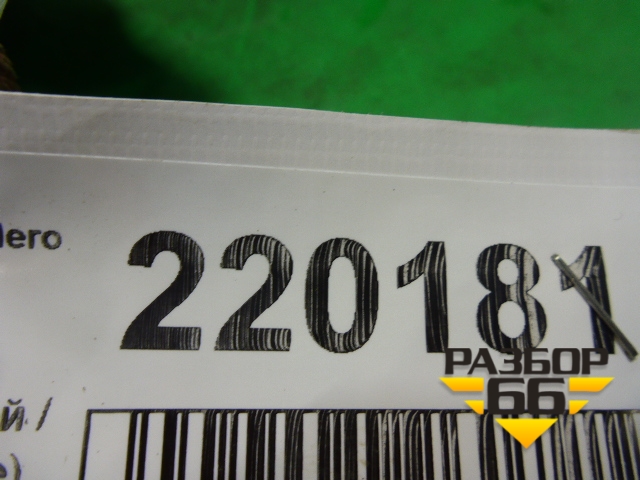 lero
220181
РАЗБОР
66
й /
е)